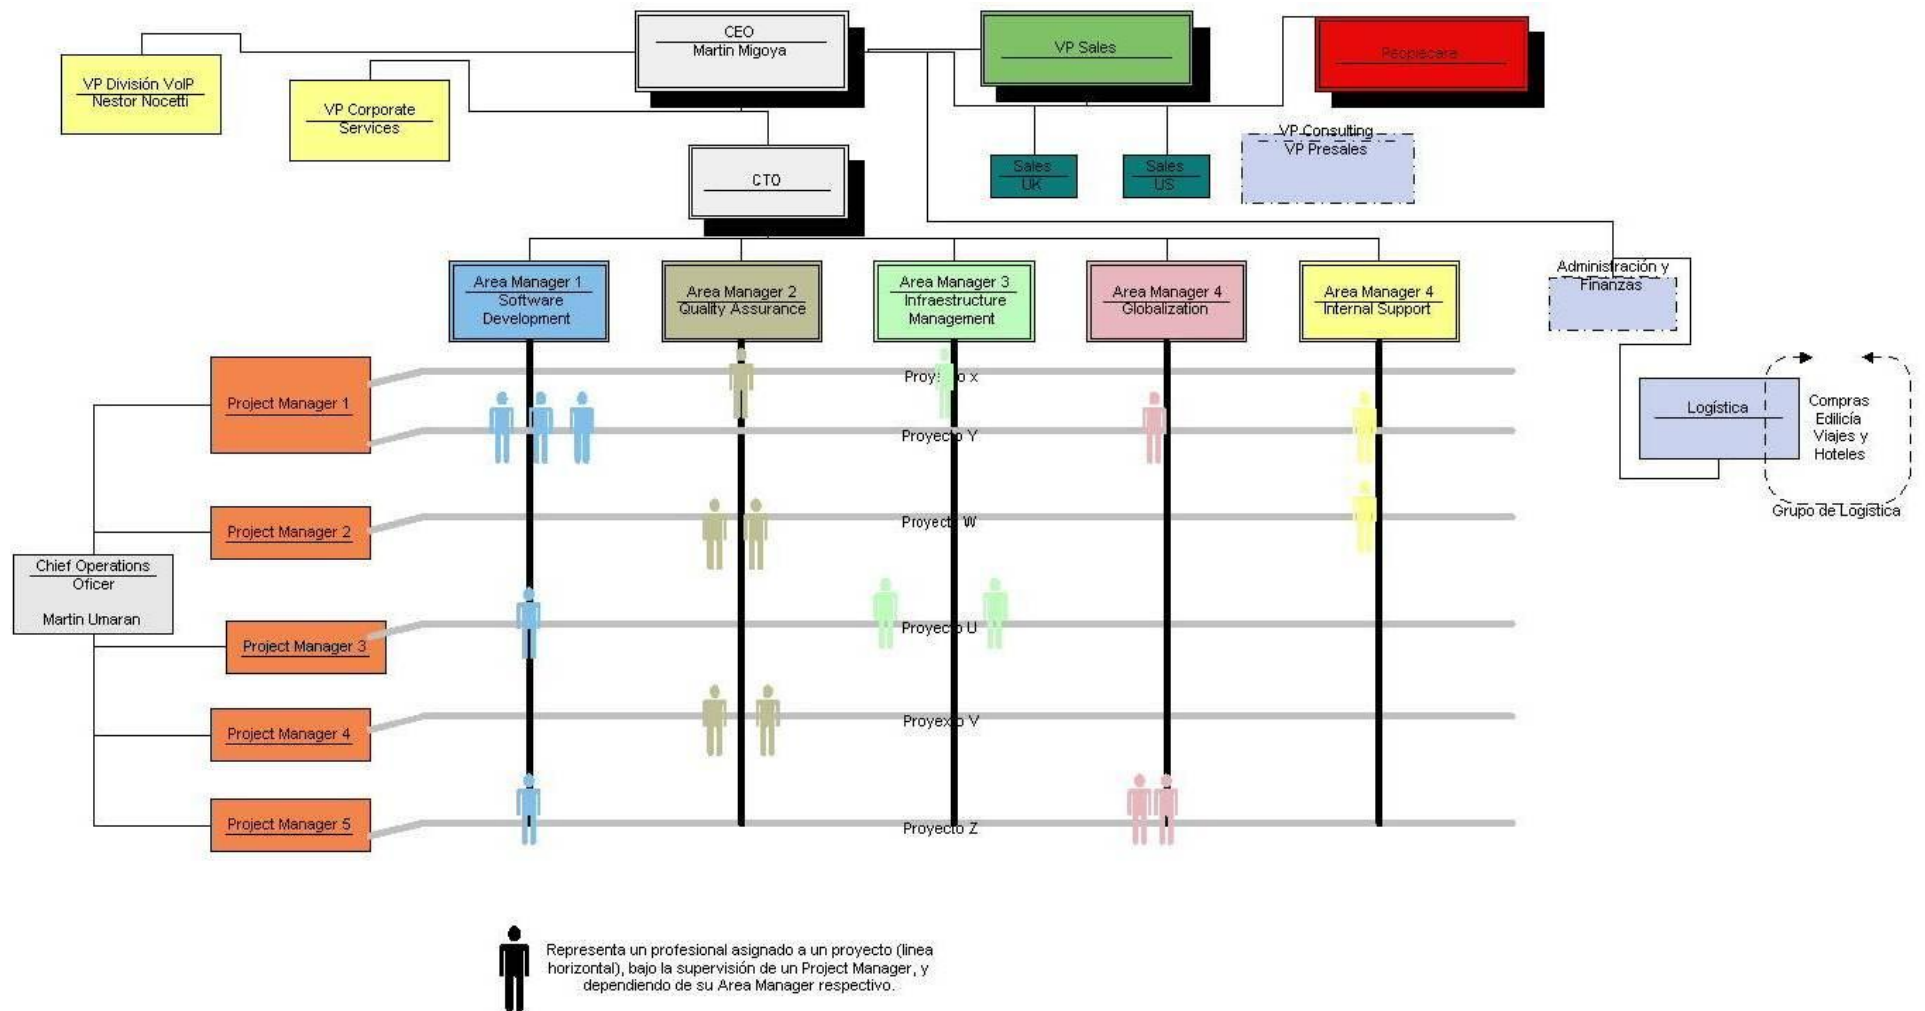 CEO
Martin Migoya
VP Sales
Peoplecare
VP División VoIP
Nestor Nocetti
VP Corporate
Services
VP Consulting
VP Presales
Sales
UK
Sales
US
CTO
Area Manager 1
Software
Development
Area Manager 2
Quality Assurance
Area Manager 3
Infraestructure
Management
Area Manager 4
Globalization
Area Manager 4
Internal Support
Administración y
Finanzas
Project Manager 1
Proyecto x
Proyecto Y
Logística
Compras
Edilicía
Viajes y
Hoteles
Grupo de Logística
Project Manager 2
Proyecto W
Chief Operations
Oficer
Martin Umaran
Project Manager 3
Proyecto U
Project Manager 4
Proyexto V
Project Manager 5
Proyecto Z
Representa un profesional asignado a un proyecto (linea
horizontal), bajo la supervisión de un Project Manager, y
dependiendo de su Area Manager respectivo.